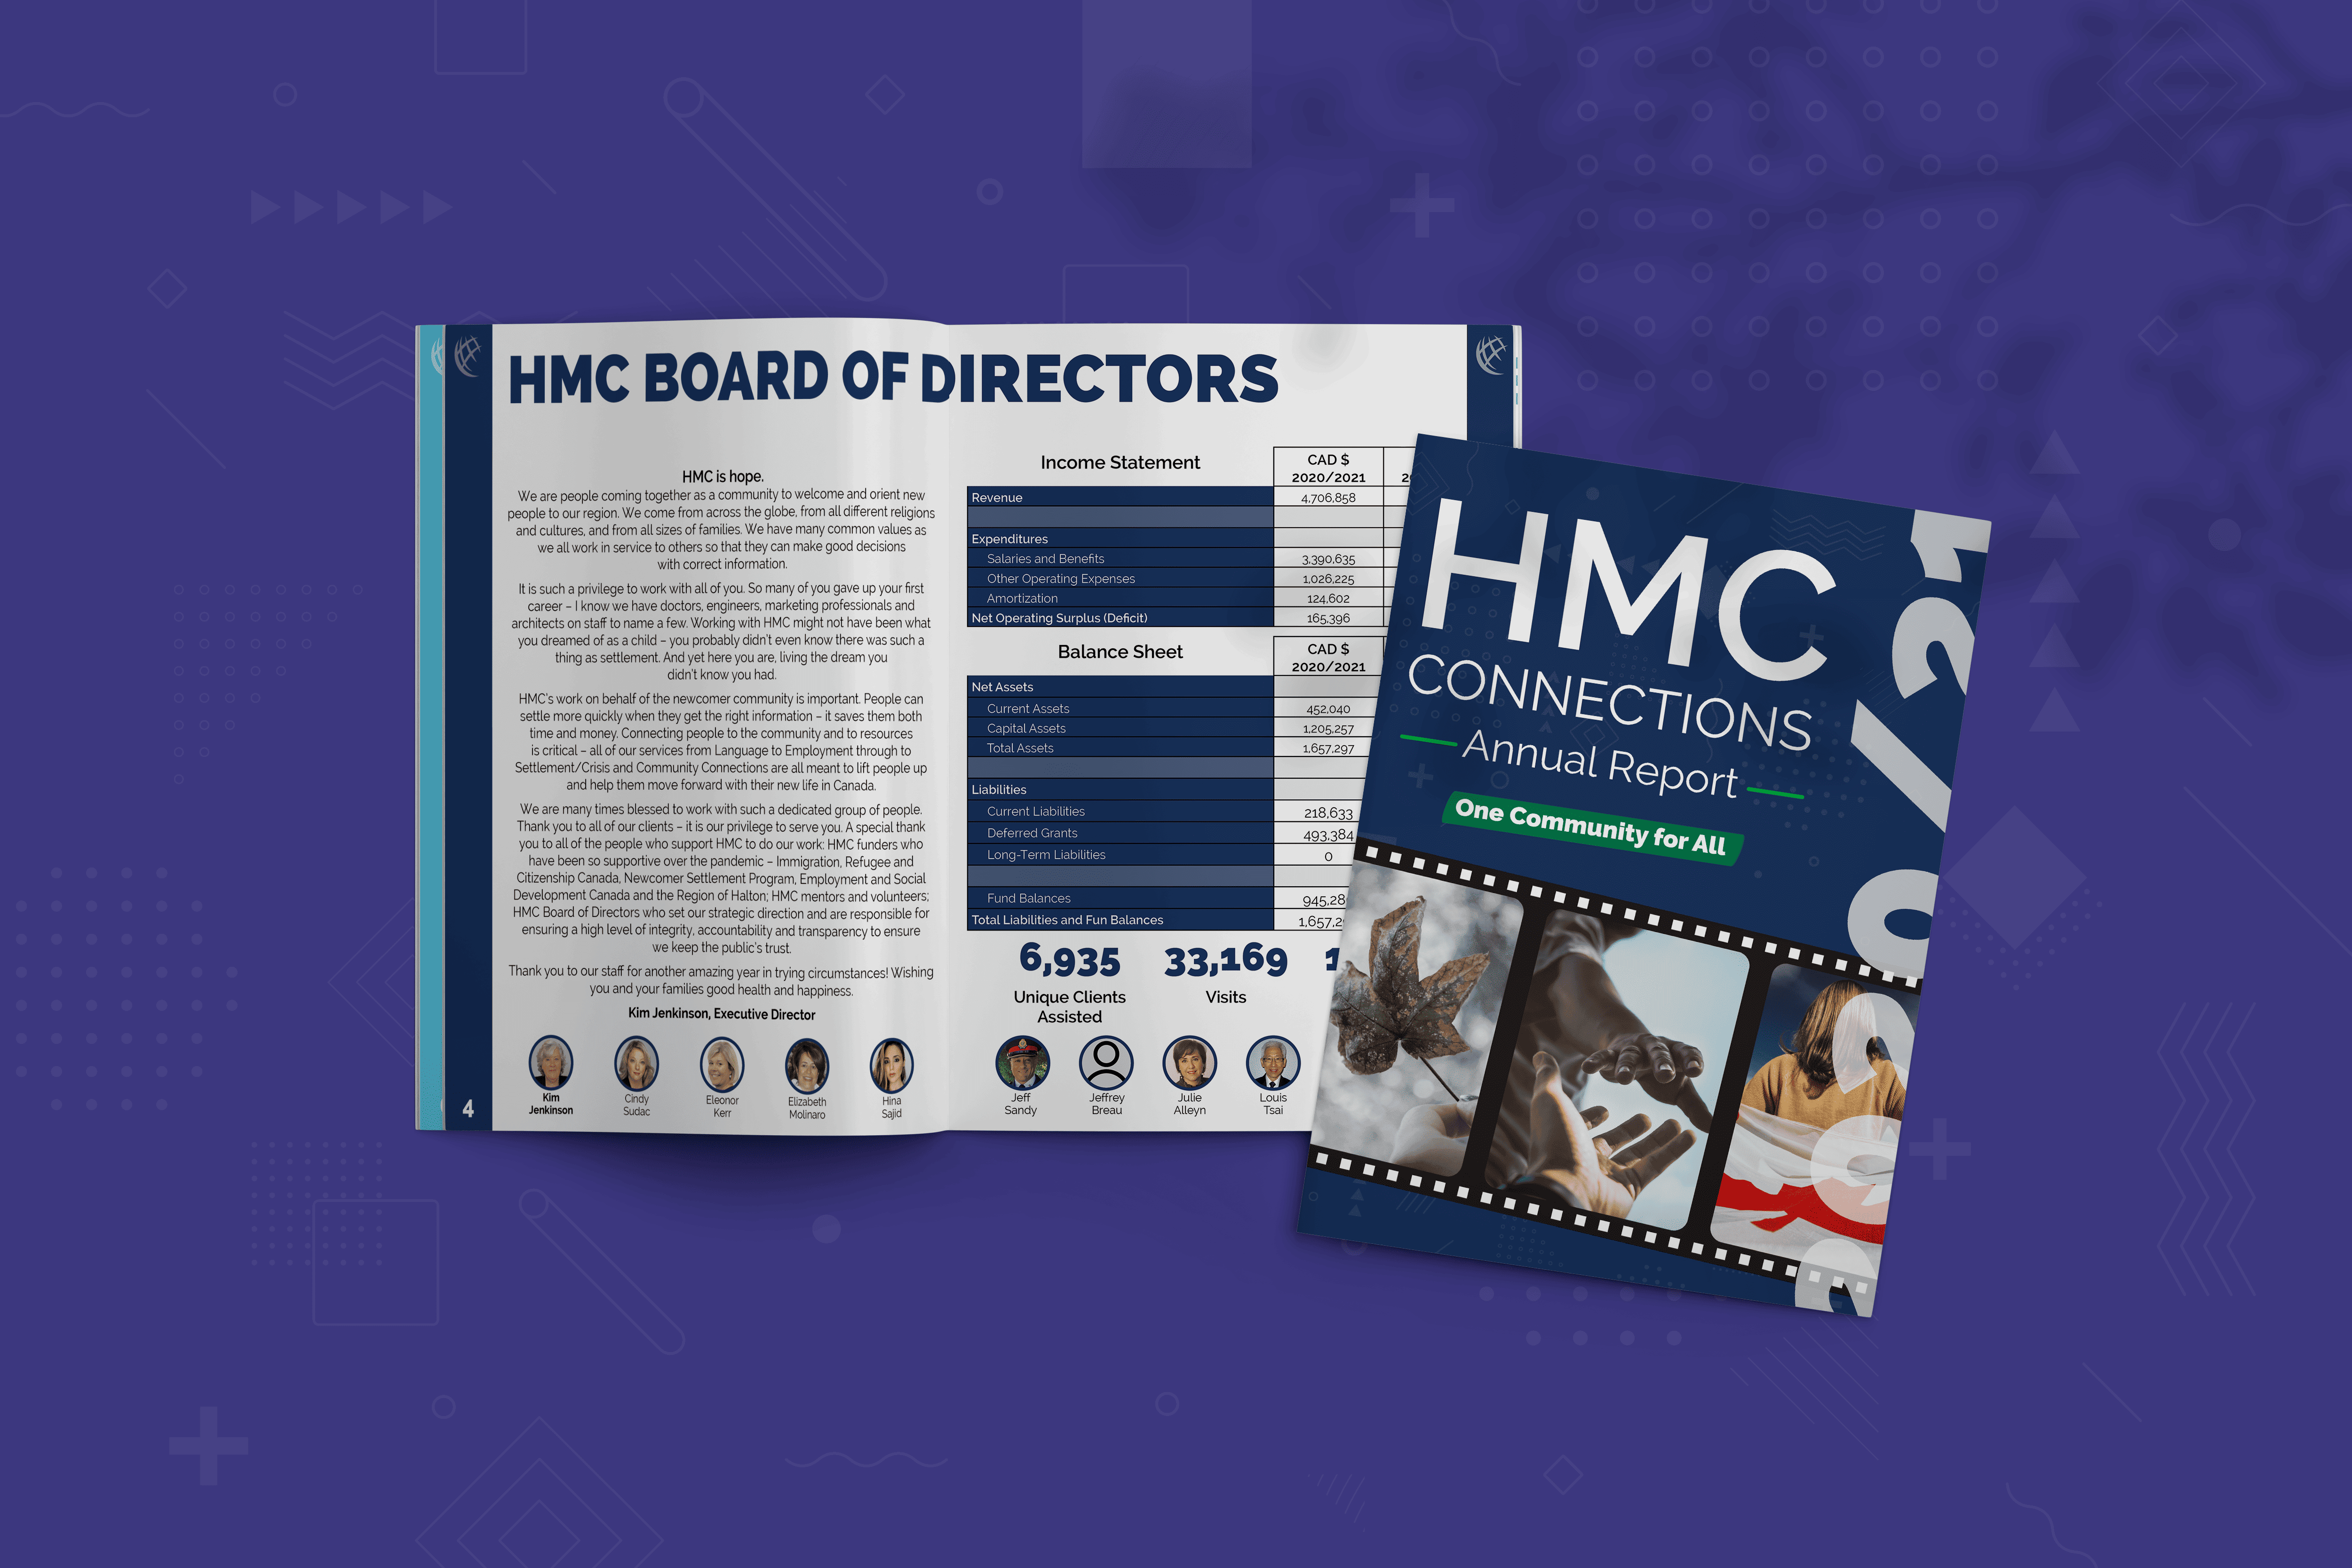 HMC BOARD OF DIRECTORS
HMC is hope.
We are people coming together as a community to welcome and orient new
people to our region. We come from across the globe, from all different religions
and cultures, and from all sizes of families. We have many common values as
we all work in service to others so that they can make good decisions
with correct information.
It is such a privilege to work with all of you. So many of you gave up your first
career – I know we have doctors, engineers, marketing professionals and
architects on staff to name a few. Working with HMC might not have been what
you dreamed of as a child – you probably didn't even know there was such a
thing as settlement. And yet here you are, living the dream you
didn't know you had.
HMC's work on behalf of the newcomer community is important. People can
settle more quickly when they get the right information – it saves them both
time and money. Connecting people to the community and to resources
is critical – all of our services from Language to Employment through to
Settlement/Crisis and Community Connections are all meant to lift people up
and help them move forward with their new life in Canada.
We are many times blessed to work with such a dedicated group of people.
Thank you to all of our clients – it is our privilege to serve you. A special thank
you to all of the people who support HMC to do our work: HMC funders who
have been so supportive over the pandemic – Immigration, Refugee and
Citizenship Canada, Newcomer Settlement Program, Employment and Social
Development Canada and the Region of Halton; HMC mentors and volunteers;
HMC Board of Directors who set our strategic direction and are responsible for
ensuring a high level of integrity, accountability and transparency to ensure
we keep the public's trust.
Thank you to our staff for another amazing year in trying circumstances! Wishing
you and your families good health and happiness.
Kim Jenkinson, Executive Director
Kim
Jenkinson
Cindy
Sudac
Eleonor
Kerr
Elizabeth
Molinaro
Hina
Sajid
4
Income Statement CAD $
2020/2021
Revenue 4,706,858
Expenditures
Salaries and Benefits 3,390,635
Other Operating Expenses 1,026,225
Amortization 124,602
Net Operating Surplus (Deficit) 165,396
Balance Sheet CAD $
2020/2021
Net Assets
Current Assets 452,040
Capital Assets 1,205,257
Total Assets 1,657,297
Liabilities
Current Liabilities 218,633
Deferred Grants 493,384
Long-Term Liabilities 0
Fund Balances 945,28
Total Liabilities and Fun Balances 1,657,2
6,935 33,169
Unique Clients
Assisted
Visits
Jeff
Sandy
Jeffrey
Breau
Julie
Alleyn
Louis
Tsai
HMC
CONNECTIONS
Annual Report
One Community for All
2020/21